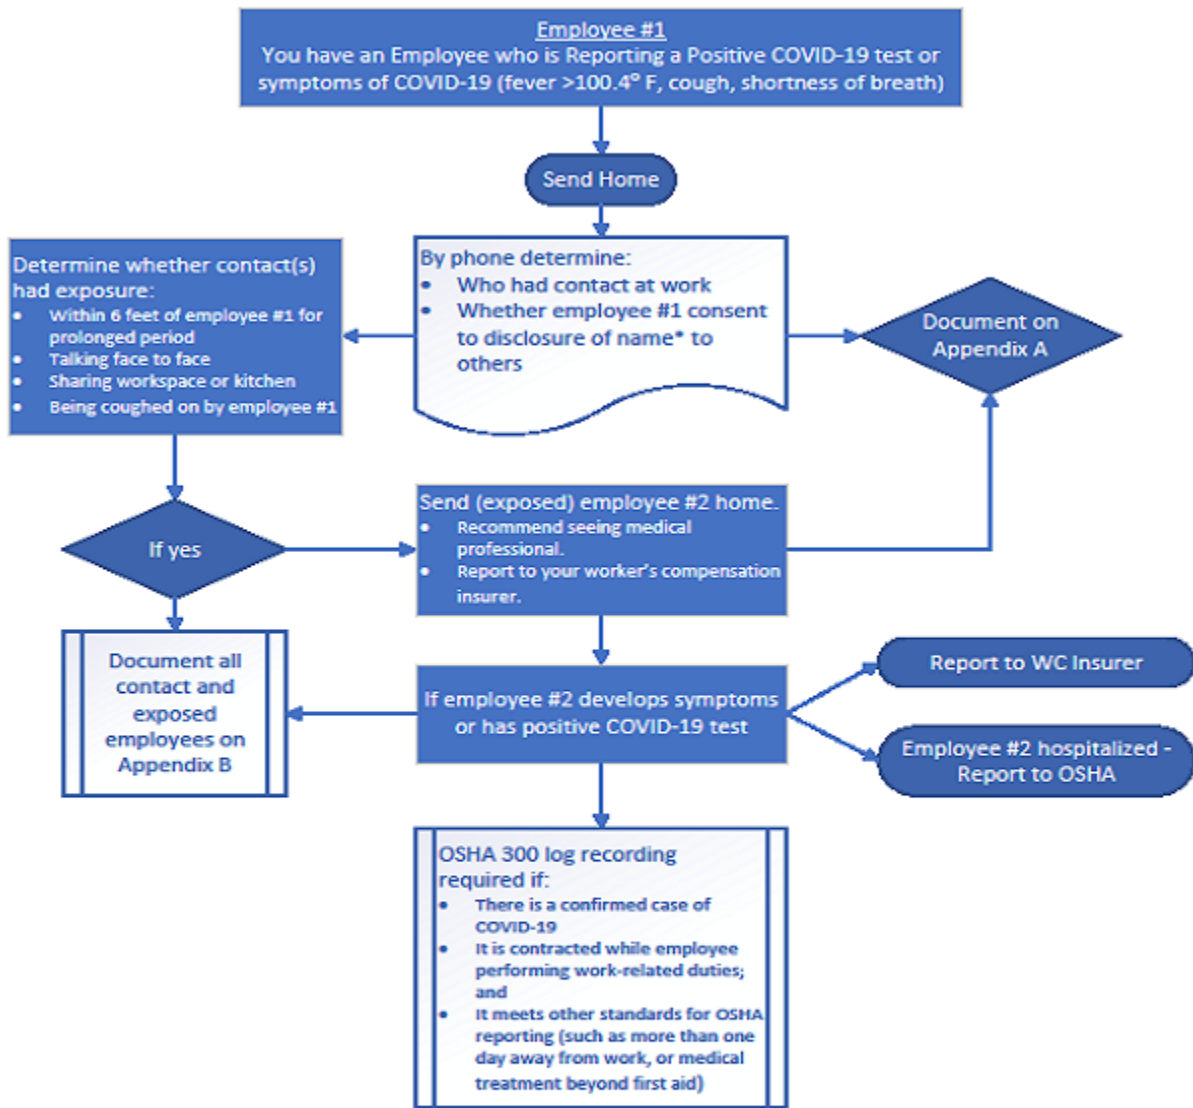 Employee #1
You have an Employee who is Reporting a Positive COVID-19 test or
symptoms of COVID-19 (fever >100.4° F, cough, shortness of breath)
Send Home
By phone determine:
• Who had contact at work
• Whether employee #1 consent
to disclosure of name* to
others
Determine whether contact(s)
had exposure:
• Within 6 feet of employee #1 for
prolonged period
• Talking face to face
• Sharing workspace or kitchen
• Being coughed on by employee #1
Document on
Appendix A
If yes
Send (exposed) employee #2 home.
• Recommend seeing medical
professional.
• Report to your worker's compensation
insurer.
Document all
contact and
exposed
employees on
Appendix B
If employee #2 develops symptoms
or has positive COVID-19 test
Report to WC Insurer
Employee #2 hospitalized -
Report to OSHA
OSHA 300 log recording
required if:
• There is a confirmed case of
COVID-19
• It is contracted while employee
performing work-related duties;
and
• It meets other standards for OSHA
reporting (such as more than one
day away from work, or medical
treatment beyond first aid)